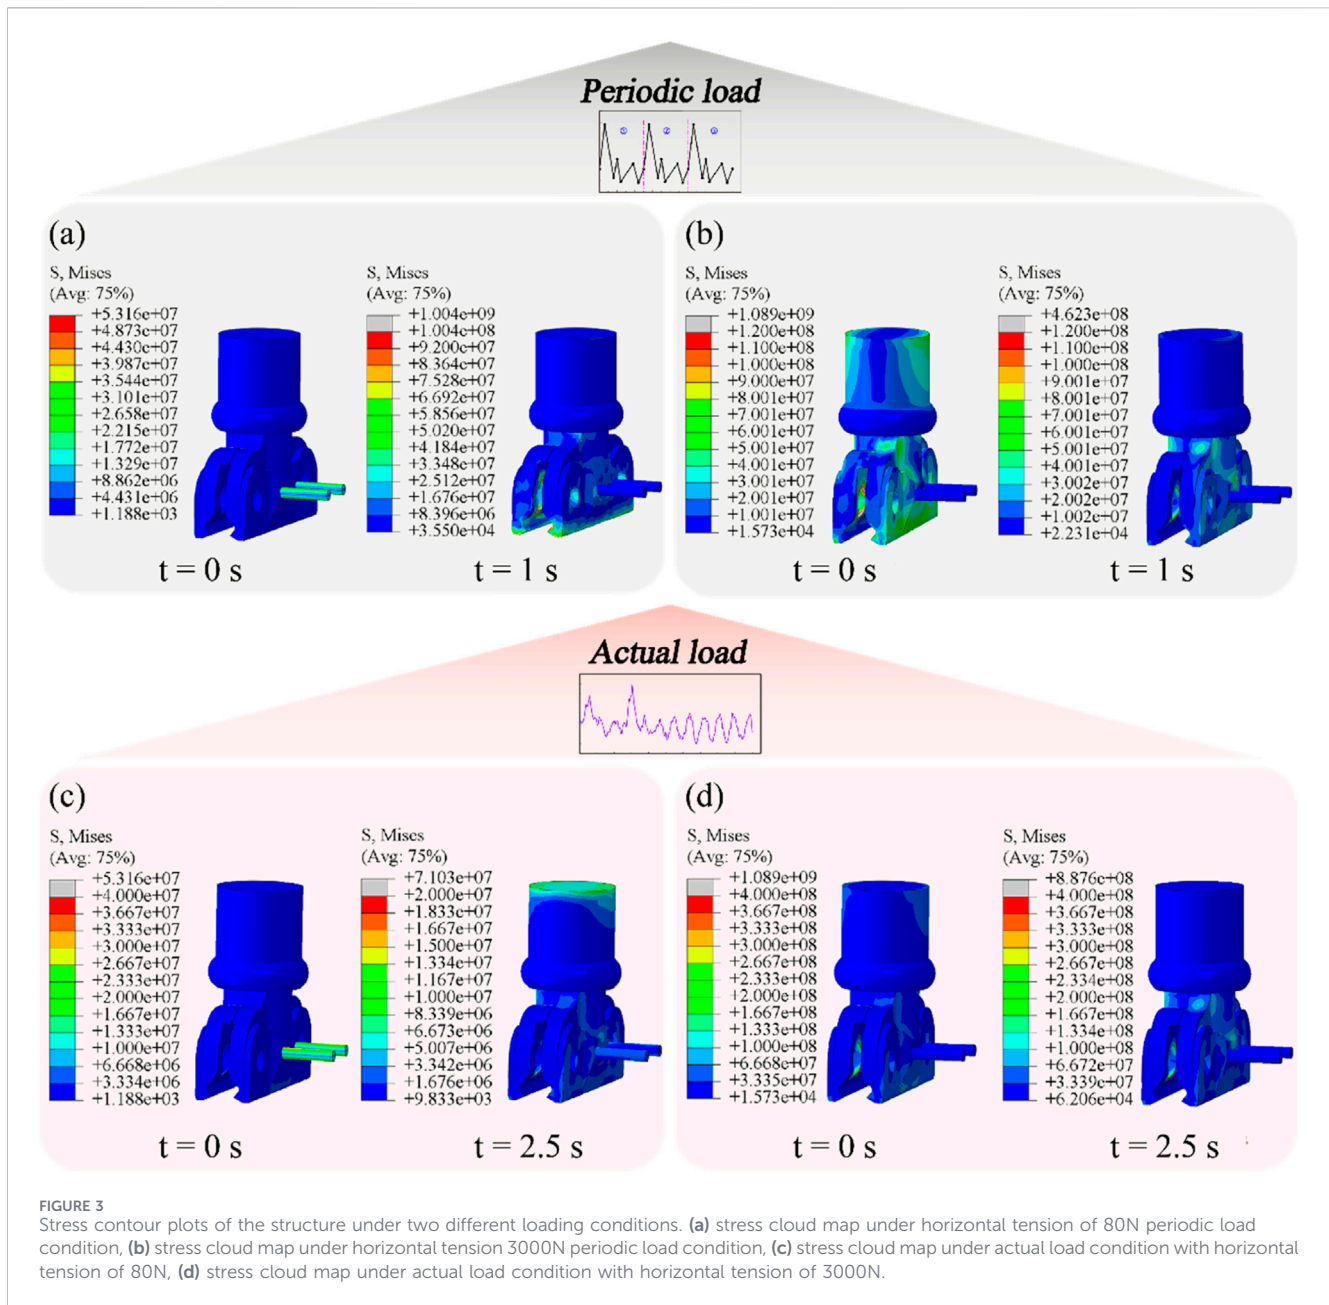 Periodic load
① ② ③
(a)
S, Mises
(Avg: 75%)
+5.316e+07
+4.873e+07
+4.430e+07
+3.987e+07
+3.544e+07
+3.101e+07
+2.658e+07
+2.215e+07
+1.772e+07
+1.329e+07
+8.862e+06
+4.431e+06
+1.188e+03
t = 0 s
S, Mises
(Avg: 75%)
+1.004e+09
+1.004e+08
+9.200e+07
+8.364e+07
+7.528e+07
+6.692e+07
+5.856e+07
+5.020e+07
+4.184e+07
+3.348e+07
+2.512e+07
+1.676e+07
+8.396e+06
+3.550e+04
t = 1 s
(b)
S, Mises
(Avg: 75%)
+1.089e+09
+1.200e+08
+1.100e+08
+1.000e+08
+9.000e+07
+8.001e+07
+7.001e+07
+6.001e+07
+5.001e+07
+4.001e+07
+3.001e+07
+2.001e+07
+1.001e+07
+1.573e+04
t = 0 s
S, Mises
(Avg: 75%)
+4.623e+08
+1.200e+08
+1.100e+08
+1.000e+08
+9.001e+07
+8.001e+07
+7.001e+07
+6.001e+07
+5.001e+07
+4.001e+07
+3.002e+07
+2.002e+07
+1.002e+07
+2.231e+04
t = 1 s
Actual load
(c)
S, Mises
(Avg: 75%)
+5.316e+07
+4.000e+07
+3.667e+07
+3.333e+07
+3.000e+07
+2.667e+07
+2.333e+07
+2.000e+07
+1.667e+07
+1.333e+07
+1.000e+07
+6.668e+06
+3.334e+06
+1.188e+03
t = 0 s
S, Mises
(Avg: 75%)
+7.103e+07
+2.000e+07
+1.833e+07
+1.667e+07
+1.500e+07
+1.334e+07
+1.167e+07
+1.000e+07
+8.339e+06
+6.673e+06
+5.007e+06
+3.342e+06
+1.676e+06
+9.833e+03
t = 2.5 s
(d)
S, Mises
(Avg: 75%)
+1.089e+09
+4.000e+08
+3.667e+08
+3.333e+08
+3.000e+08
+2.667e+08
+2.333e+08
+2.000e+08
+1.667e+08
+1.333e+08
+1.000e+08
+6.668e+07
+3.335e+07
+1.573e+04
t = 0 s
S, Mises
(Avg: 75%)
+8.876e+08
+4.000e+08
+3.667e+08
+3.333e+08
+3.000e+08
+2.668e+08
+2.334e+08
+2.000e+08
+1.667e+08
+1.334e+08
+1.000e+08
+6.672e+07
+3.339e+07
+6.206e+04
t = 2.5 s
FIGURE 3
Stress contour plots of the structure under two different loading conditions. (a) stress cloud map under horizontal tension of 80N periodic load
condition, (b) stress cloud map under horizontal tension 3000N periodic load condition, (c) stress cloud map under actual load condition with horizontal
tension of 80N, (d) stress cloud map under actual load condition with horizontal tension of 3000N.